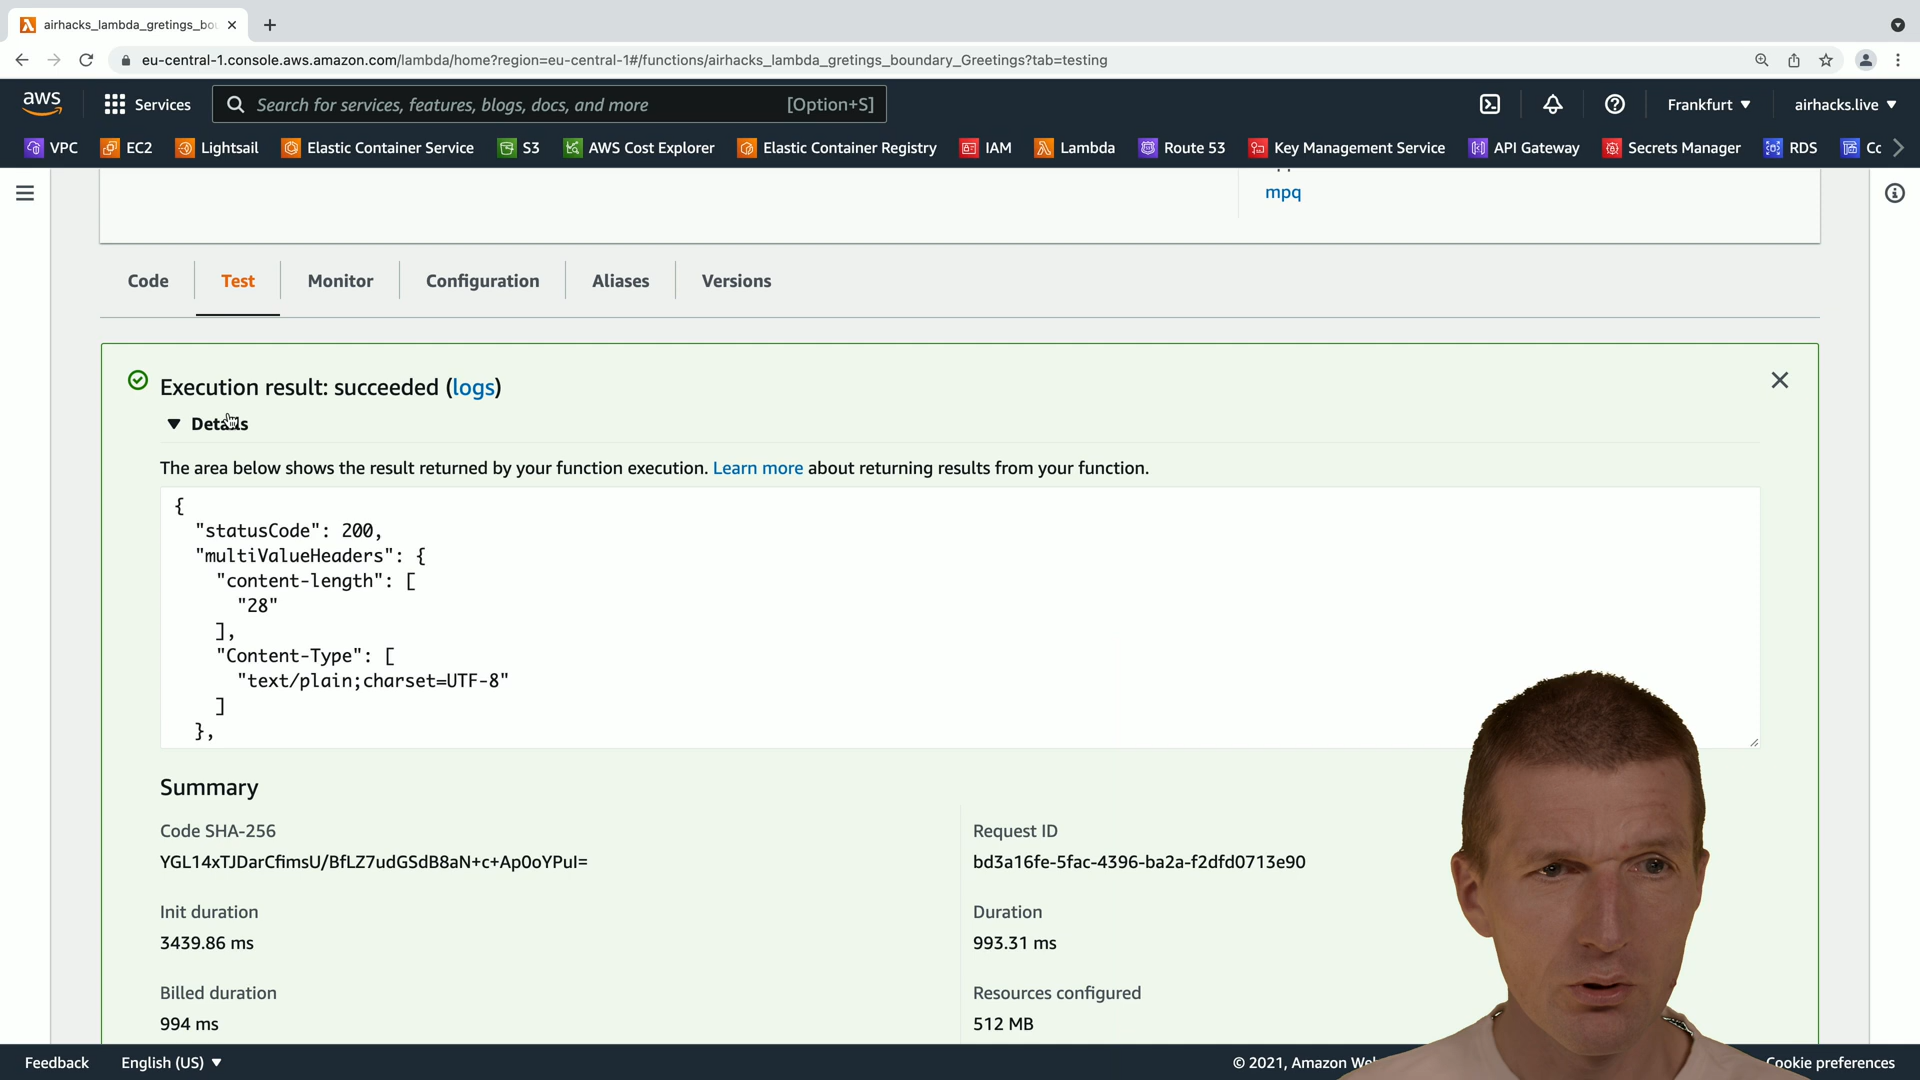 airhacks_lambda_gretings_bou
eu-central-1.console.aws.amazon.com/lambda/home?region=eu-central-1#/functions/airhacks_lambda_gretings_boundary_Greetings?tab=testing
aws Services Search for services, features, blogs, docs, and more [Option+S] Frankfurt ▼ airhacks.live ▼
VPC EC2 Lightsail Elastic Container Service S3 AWS Cost Explorer Elastic Container Registry IAM Lambda Route 53 Key Management Service API Gateway Secrets Manager RDS Cc
mpq
Code Test Monitor Configuration Aliases Versions
Execution result: succeeded (logs)
▼ Details
The area below shows the result returned by your function execution. Learn more about returning results from your function.
{
"statusCode": 200,
"multiValueHeaders": {
"content-length": [
"28"
],
"Content-Type": [
"text/plain;charset=UTF-8"
]
},
Summary
Code SHA-256 Request ID
YGL14xTJDarCfimsU/BfLZ7udGSdB8aN+c+Ap0oYPuI= bd3a16fe-5fac-4396-ba2a-f2dfd0713e90
Init duration Duration
3439.86 ms 993.31 ms
Billed duration Resources configured
994 ms 512 MB
Feedback English (US) ▼ © 2021, Amazon We Cookie preferences